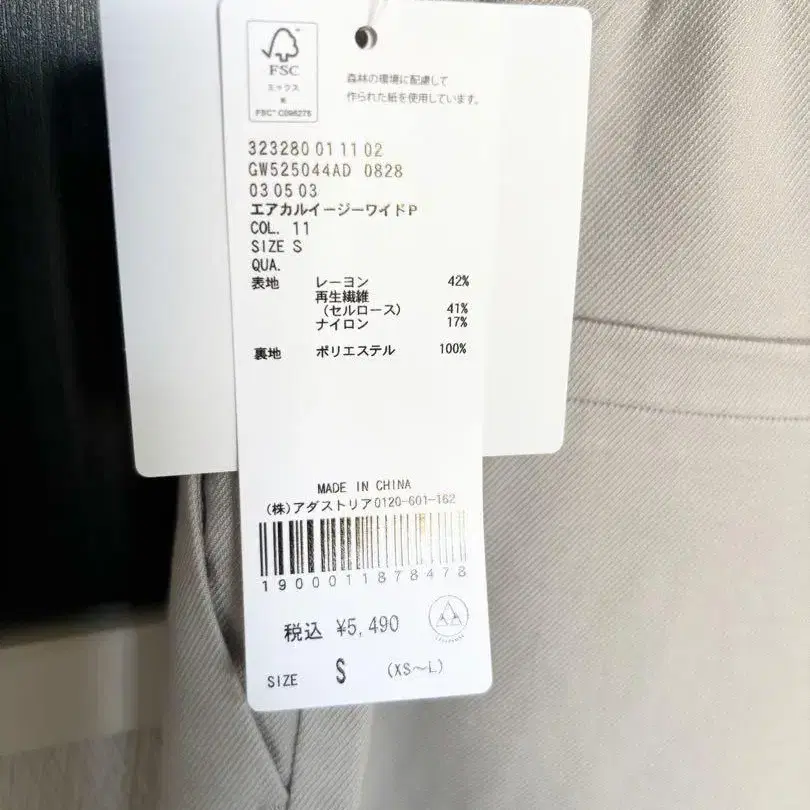 FSC
ミックス
紙
FSC™ C096275
森林の環境に配慮して
作られた紙を使用しています。
323280 01 11 02
GW525044AD 0828
03 05 03
エアカルイージーワイドP
COL. 11
SIZE S
QUA.
表地 レーヨン 42%
再生繊維
(セルロース) 41%
ナイロン 17%
裏地 ポリエステル 100%
MADE IN CHINA
(株)アダストリア0120-601-162
1900011878478
税込 ¥5,490
SIZE S (XS~L)